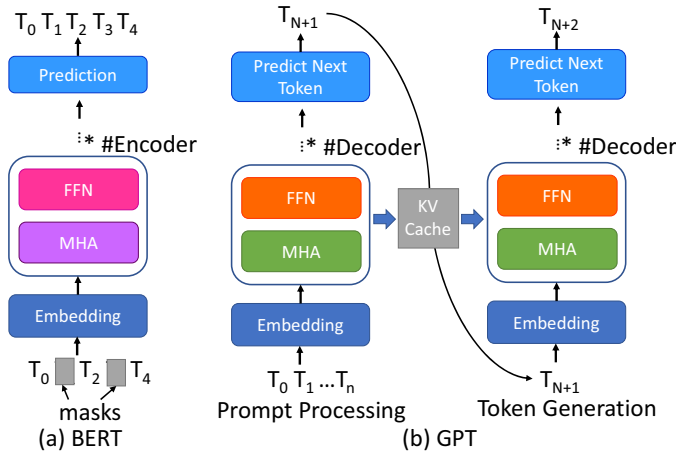 T0 T1 T2 T3 T4
Prediction
⋮* #Encoder
FFN
MHA
Embedding
T0 T2 T4
masks
(a) BERT
TN+1
Predict Next
Token
⋮* #Decoder
FFN
MHA
Embedding
T0 T1 ...Tn
Prompt Processing
KV
Cache
TN+2
Predict Next
Token
⋮* #Decoder
FFN
MHA
Embedding
TN+1
Token Generation
(b) GPT